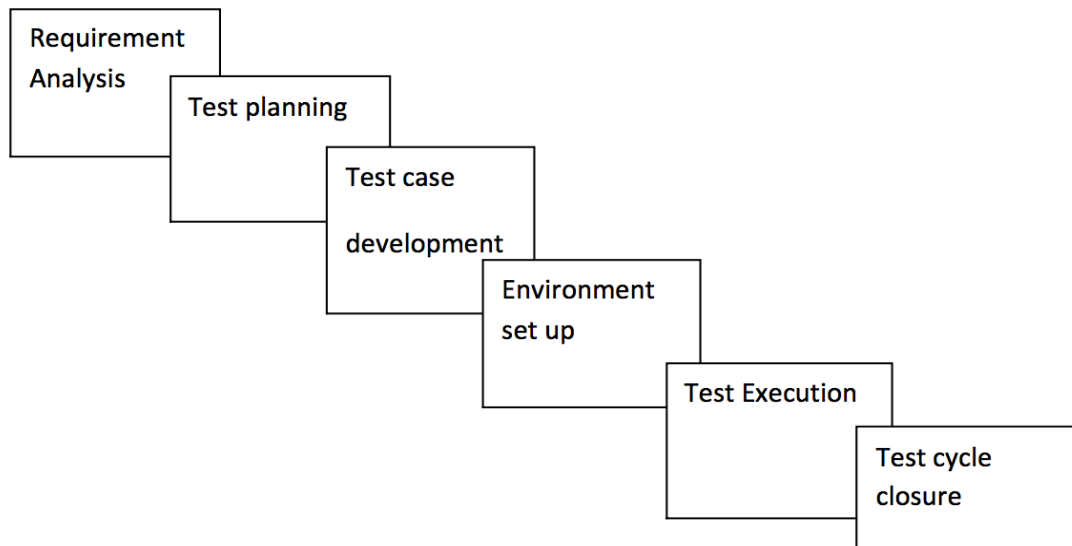 Requirement
Analysis
Test planning
Test case
development
Environment
set up
Test Execution
Test cycle
closure